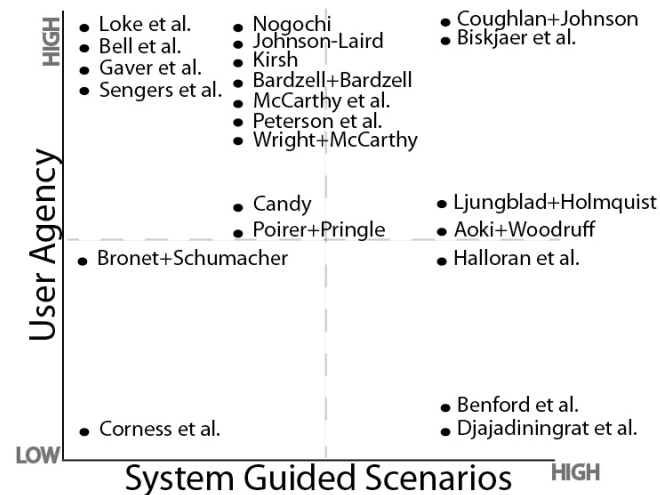 HIGH
Loke et al.
Bell et al.
Gaver et al.
Sengers et al.
Nogochi
Johnson-Laird
Kirsh
Bardzell+Bardzell
McCarthy et al.
Peterson et al.
Wright+McCarthy
Coughlan+Johnson
Biskjaer et al.
User Agency
Candy
Poirer+Pringle
Ljungblad+Holmquist
Aoki+Woodruff
Bronet+Schumacher
Halloran et al.
Corness et al.
Benford et al.
Djajadiningrat et al.
LOW
System Guided Scenarios
HIGH